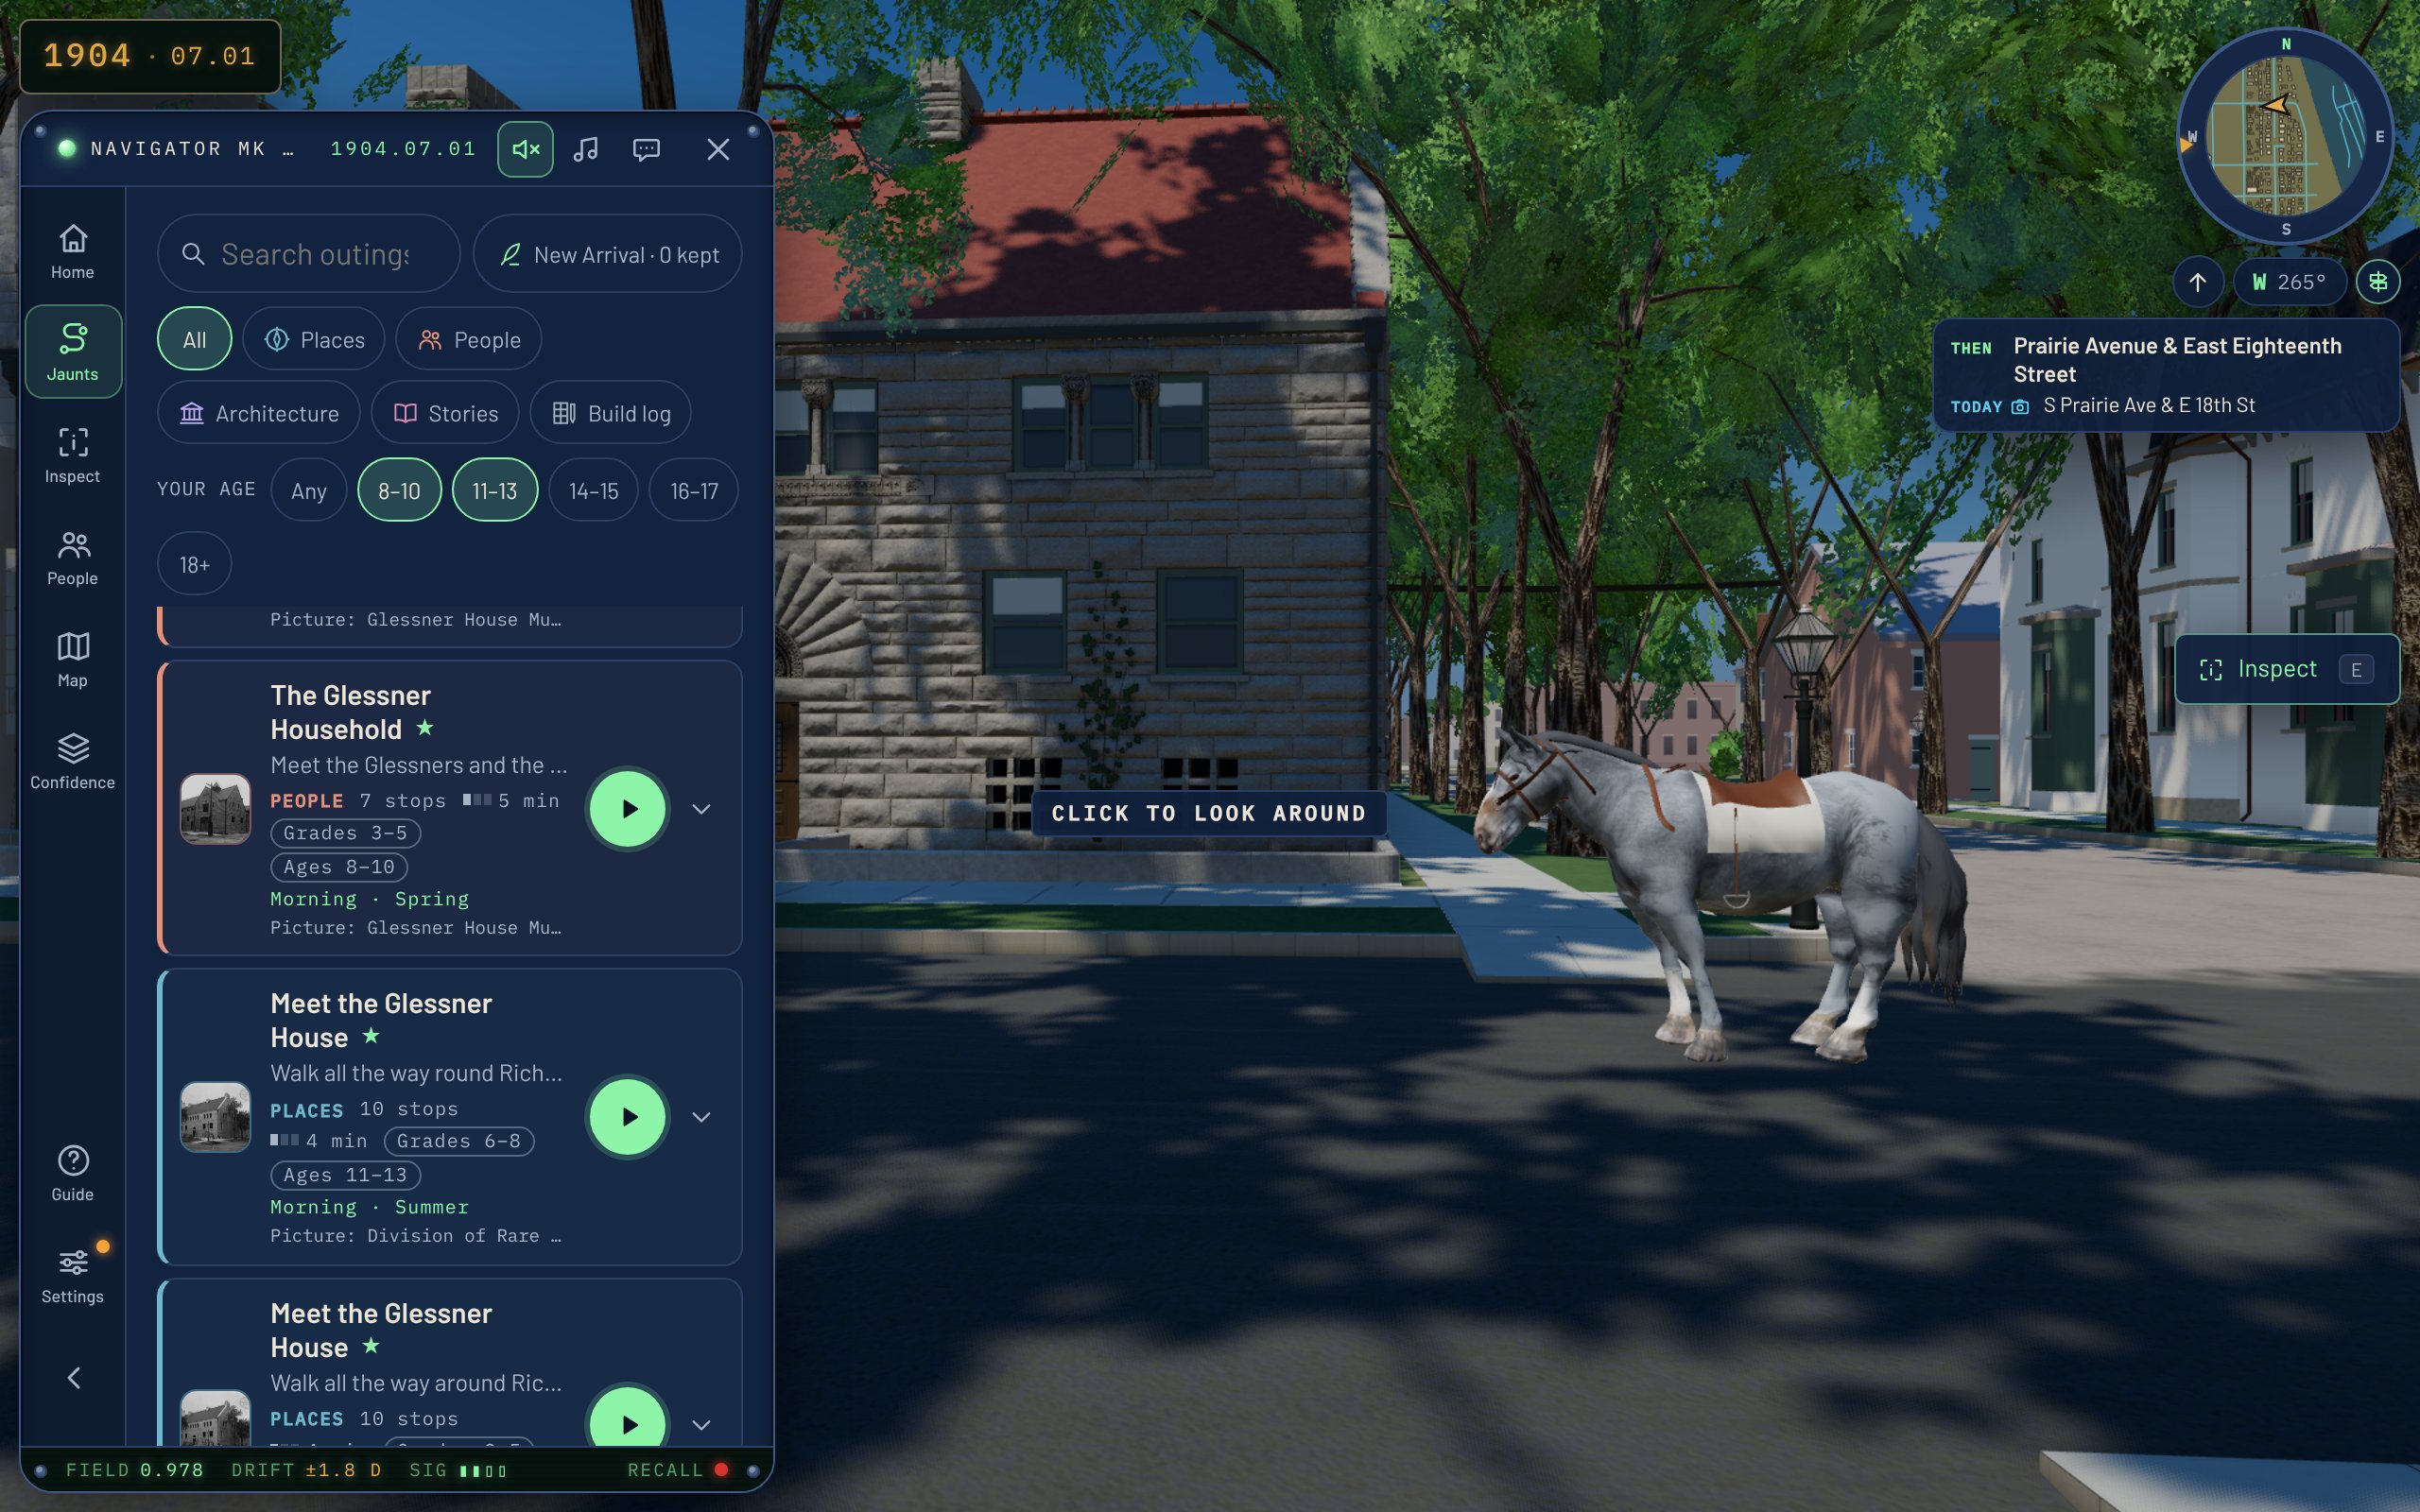 1904 · 07.01
NAVIGATOR MK … 1904.07.01
Home
Jaunts
Inspect
People
Map
Confidence
Guide
Settings
Search outings
New Arrival · 0 kept
All
Places
People
Architecture
Stories
Build log
YOUR AGE
Any
8–10
11–13
14–15
16–17
18+
Picture: Glessner House Mu…
The Glessner
Household ★
Meet the Glessners and the …
PEOPLE 7 stops 5 min
Grades 3–5
Ages 8–10
Morning · Spring
Picture: Glessner House Mu…
Meet the Glessner
House ★
Walk all the way round Rich…
PLACES 10 stops
4 min Grades 6–8
Ages 11–13
Morning · Summer
Picture: Division of Rare …
Meet the Glessner
House ★
Walk all the way around Ric…
PLACES 10 stops
FIELD 0.978 DRIFT ±1.8 D SIG RECALL
CLICK TO LOOK AROUND
N
W
E
S
W 265°
THEN Prairie Avenue & East Eighteenth
Street
TODAY S Prairie Ave & E 18th St
Inspect E